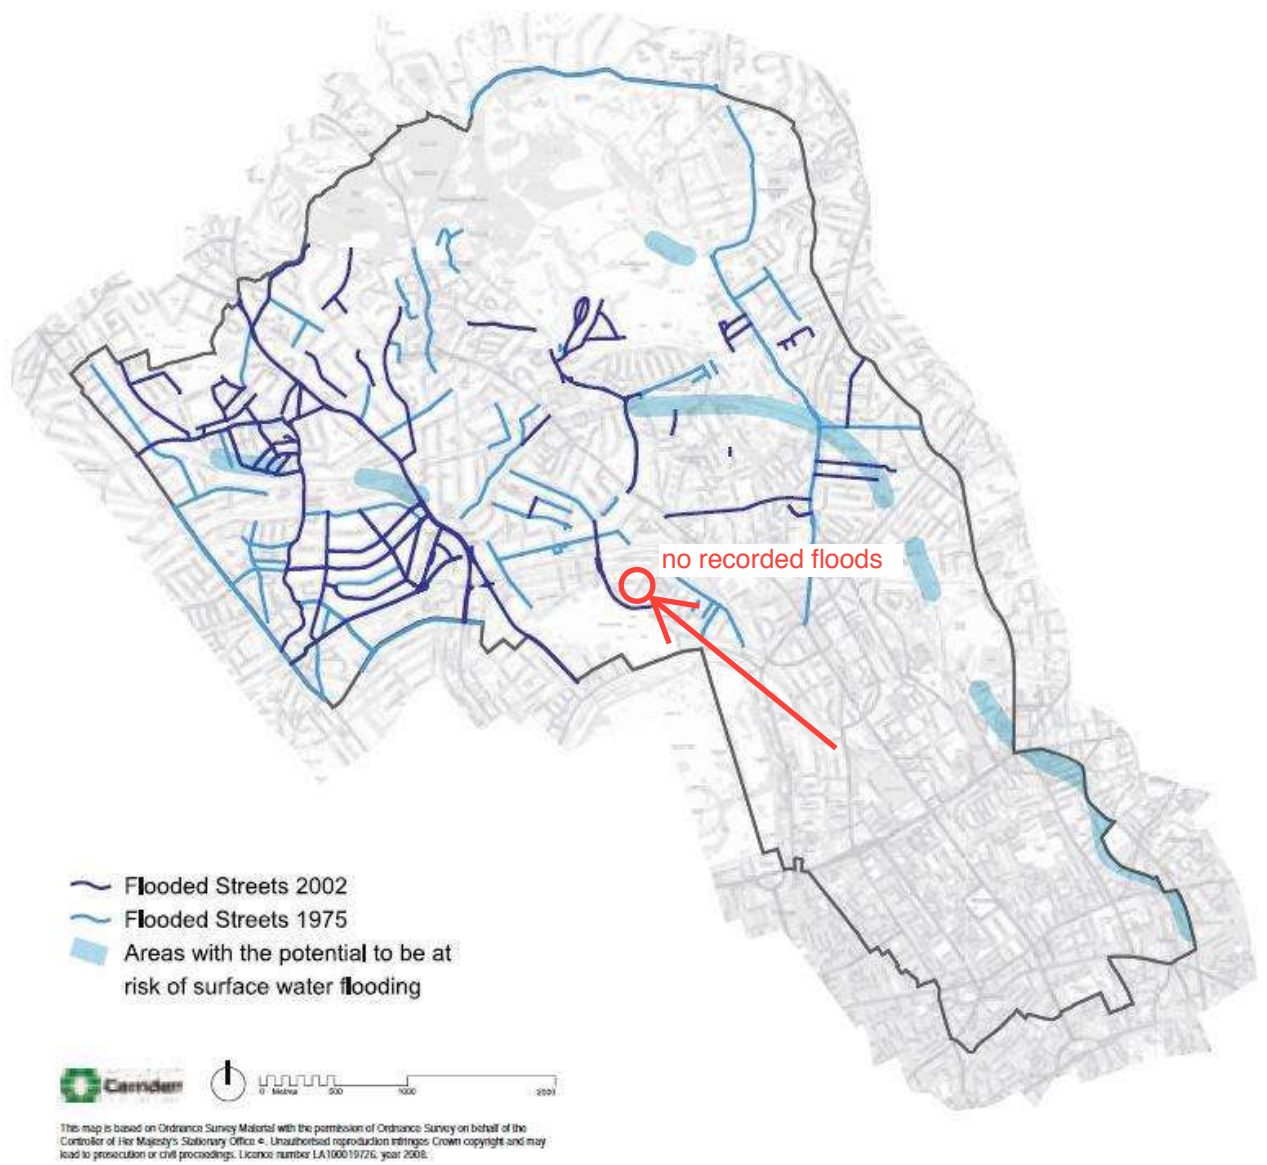 no recorded floods
Flooded Streets 2002
Flooded Streets 1975
Areas with the potential to be at
risk of surface water flooding
Camden
0 Metres 500 1000 2000
This map is based on Ordnance Survey Material with the permission of Ordnance Survey on behalf of the
Controller of Her Majesty's Stationary Office ©. Unauthorised reproduction infringes Crown copyright and may
lead to prosecution or civil proceedings. Licence number LA100019726, year 2008.